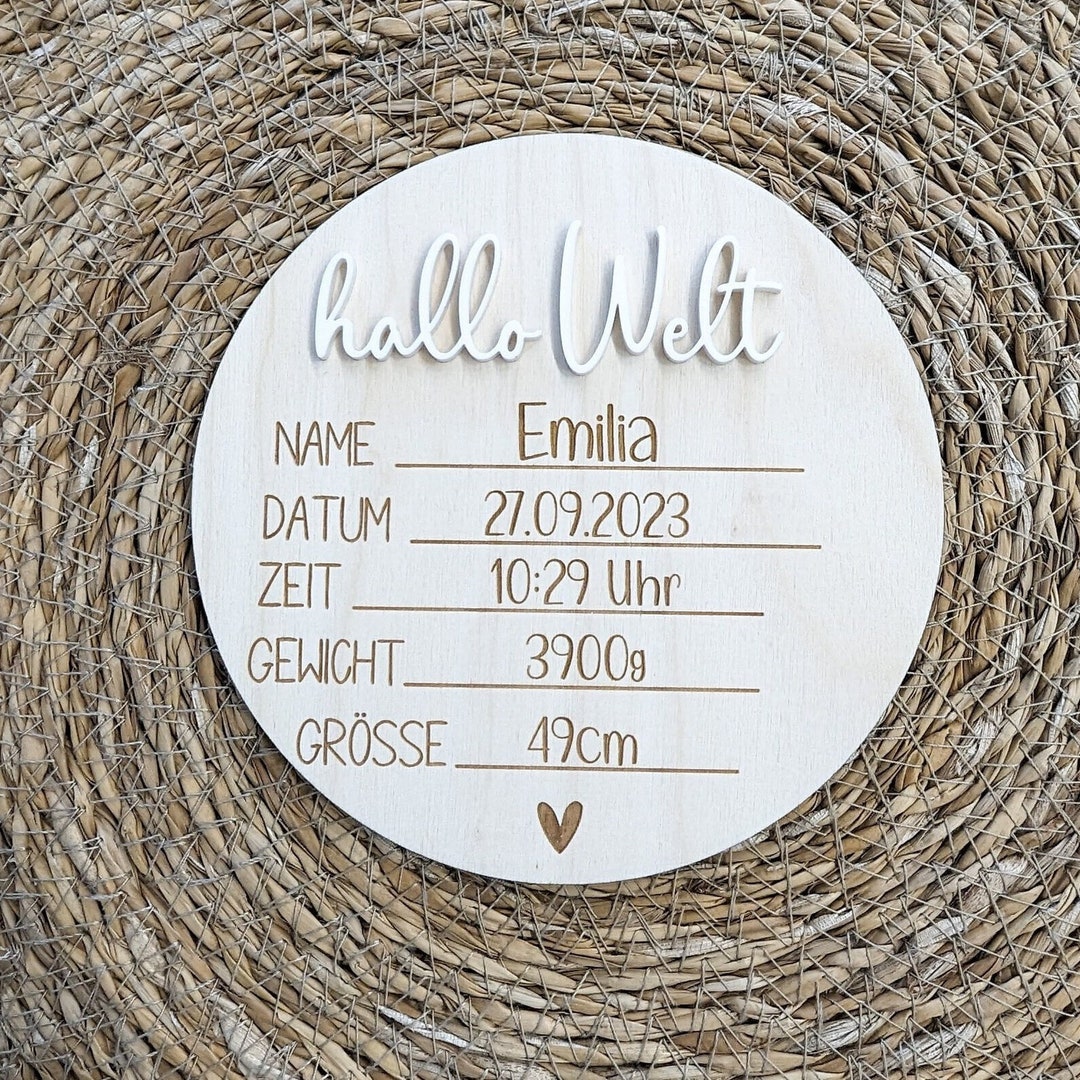 hallo Welt
NAME Emilia
DATUM 27.09.2023
ZEIT 10:29 Uhr
GEWICHT 3900g
GRÖSSE 49cm